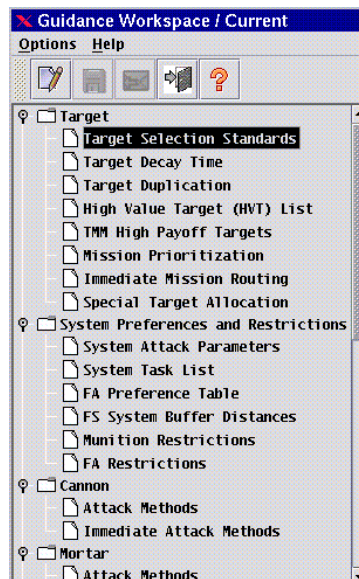 Guidance Workspace / Current
Options Help
Target
Target Selection Standards
Target Decay Time
Target Duplication
High Value Target (HVT) List
TMM High Payoff Targets
Mission Prioritization
Immediate Mission Routing
Special Target Allocation
System Preferences and Restrictions
System Attack Parameters
System Task List
FA Preference Table
FS System Buffer Distances
Munition Restrictions
FA Restrictions
Cannon
Attack Methods
Immediate Attack Methods
Mortar
Attack Methods